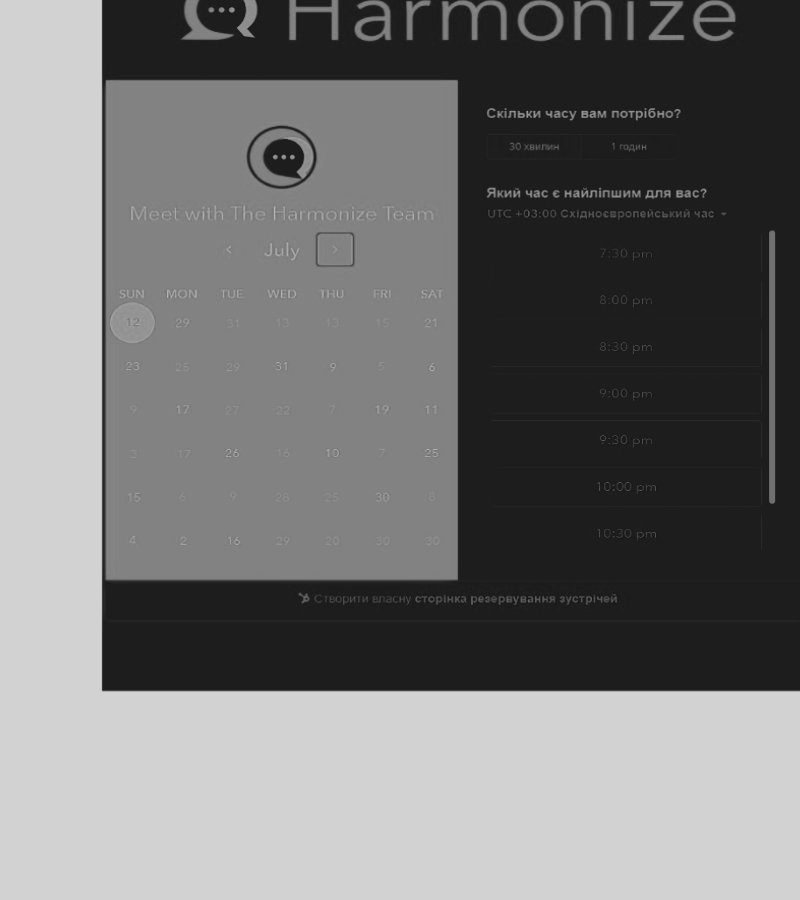 Harmonize
Meet with The Harmonize Team
July
SUN MON TUE WED THU FRI SAT
12 29 31 13 13 15 21
23 25 29 31 9 5 6
9 17 27 22 7 19 11
3 17 26 16 10 7 25
15 6 9 28 25 30 8
4 2 16 29 20 30 30
Скільки часу вам потрібно?
30 хвилин 1 годин
Який час є найліпшим для вас?
UTC +03:00 Східноєвропейський час
7:30 pm
8:00 pm
8:30 pm
9:00 pm
9:30 pm
10:00 pm
10:30 pm
Створити власну сторінка резервування зустрічей